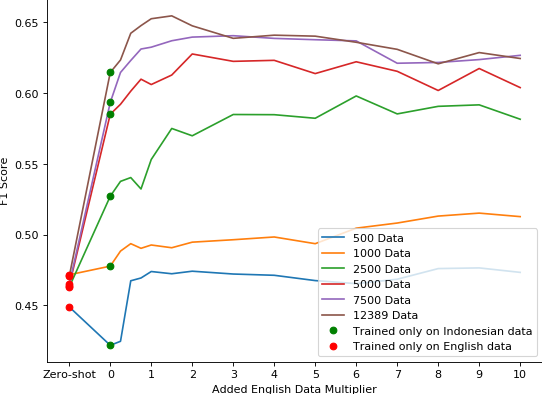 0.65
0.60
0.55
0.50
0.45
F1 Score
500 Data
1000 Data
2500 Data
5000 Data
7500 Data
12389 Data
Trained only on Indonesian data
Trained only on English data
Zero-shot 0 1 2 3 4 5 6 7 8 9 10
Added English Data Multiplier